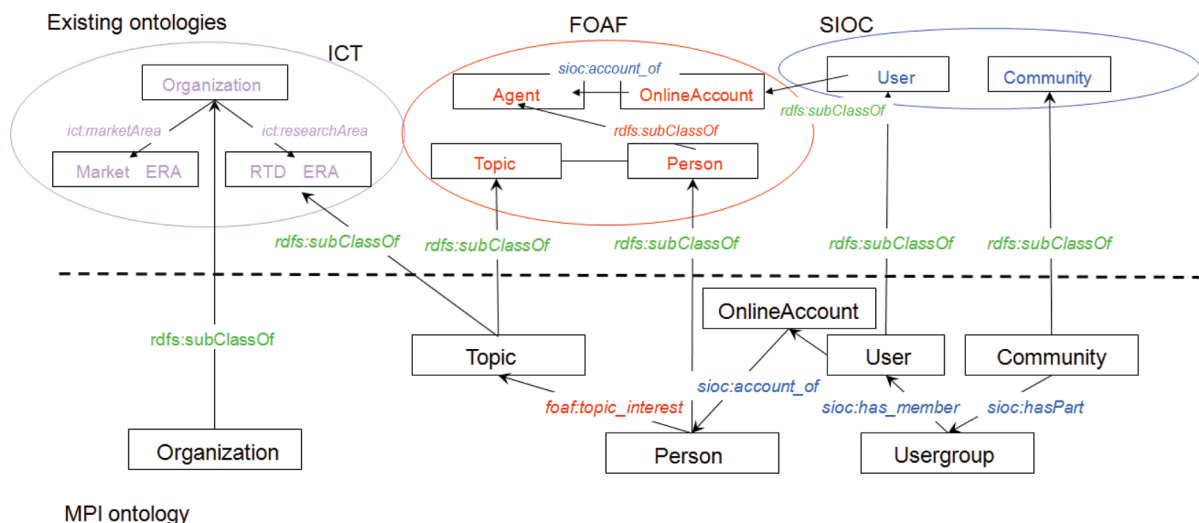 Existing ontologies
FOAF
SIOC
ICT
Organization
sioc:account_of
User
Community
Agent
OnlineAccount
rdfs:subClassOf
ict:marketArea
ict:researchArea
rdfs:subClassOf
Market ERA
RTD ERA
Topic
Person
rdfs:subClassOf
rdfs:subClassOf
rdfs:subClassOf
rdfs:subClassOf
rdfs:subClassOf
OnlineAccount
rdfs:subClassOf
Topic
User
Community
sioc:account_of
foaf:topic_interest
sioc:has_member
sioc:hasPart
Organization
Person
Usergroup
MPI ontology